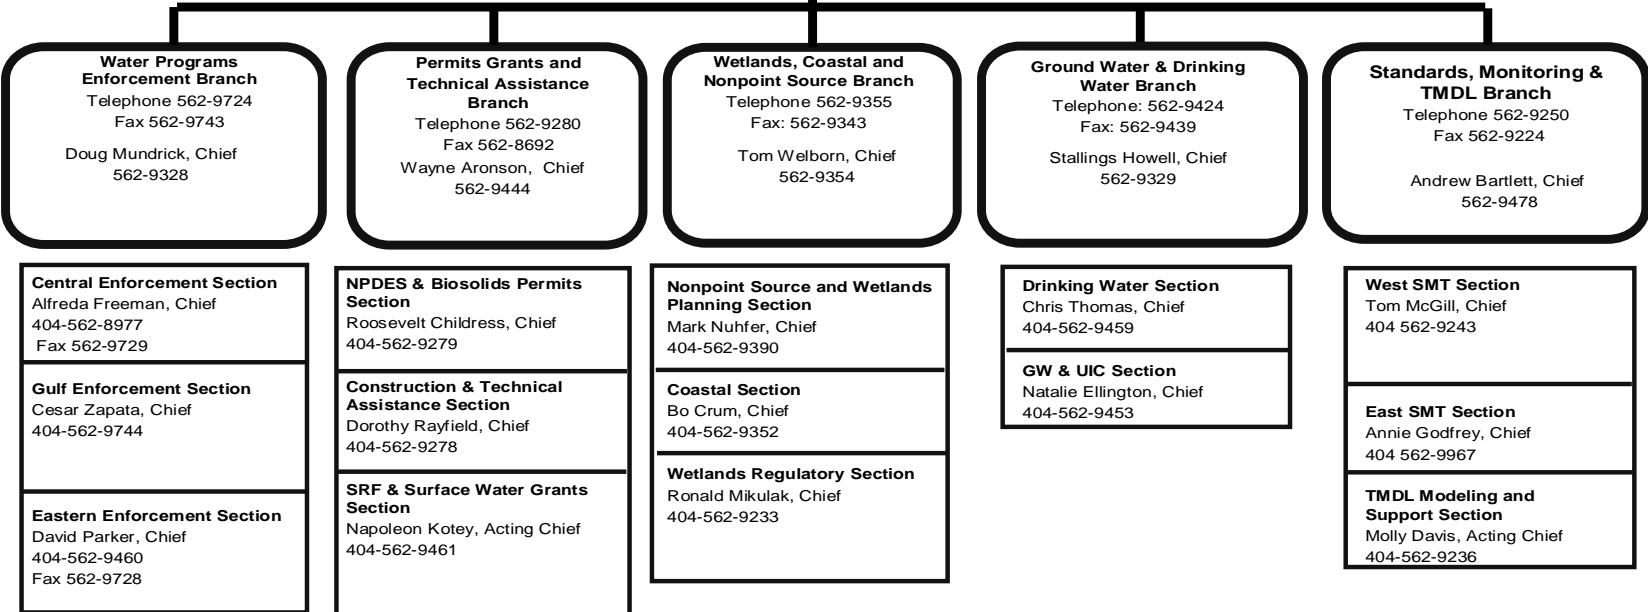 Water Programs
Enforcement Branch
Telephone 562-9724
Fax 562-9743
Doug Mundrick, Chief
562-9328
Permits Grants and
Technical Assistance
Branch
Telephone 562-9280
Fax 562-8692
Wayne Aronson, Chief
562-9444
Wetlands, Coastal and
Nonpoint Source Branch
Telephone 562-9355
Fax: 562-9343
Tom Welborn, Chief
562-9354
Ground Water & Drinking
Water Branch
Telephone: 562-9424
Fax: 562-9439
Stallings Howell, Chief
562-9329
Standards, Monitoring &
TMDL Branch
Telephone 562-9250
Fax 562-9224
Andrew Bartlett, Chief
562-9478
Central Enforcement Section
Alfreda Freeman, Chief
404-562-8977
Fax 562-9729
Gulf Enforcement Section
Cesar Zapata, Chief
404-562-9744
Eastern Enforcement Section
David Parker, Chief
404-562-9460
Fax 562-9728
NPDES & Biosolids Permits
Section
Roosevelt Childress, Chief
404-562-9279
Construction & Technical
Assistance Section
Dorothy Rayfield, Chief
404-562-9278
SRF & Surface Water Grants
Section
Napoleon Kotey, Acting Chief
404-562-9461
Nonpoint Source and Wetlands
Planning Section
Mark Nuhfer, Chief
404-562-9390
Coastal Section
Bo Crum, Chief
404-562-9352
Wetlands Regulatory Section
Ronald Mikulak, Chief
404-562-9233
Drinking Water Section
Chris Thomas, Chief
404-562-9459
GW & UIC Section
Natalie Ellington, Chief
404-562-9453
West SMT Section
Tom McGill, Chief
404 562-9243
East SMT Section
Annie Godfrey, Chief
404 562-9967
TMDL Modeling and
Support Section
Molly Davis, Acting Chief
404-562-9236